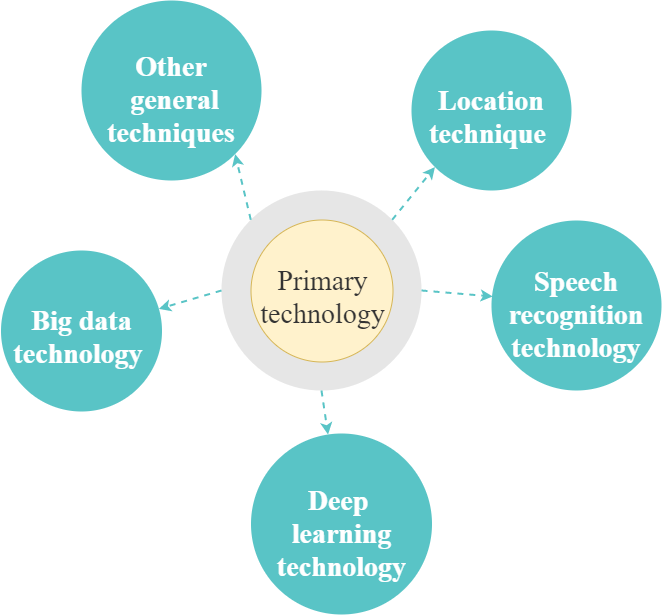 Other
general
techniques
Location
technique
Primary
technology
Speech
recognition
technology
Big data
technology
Deep
learning
technology